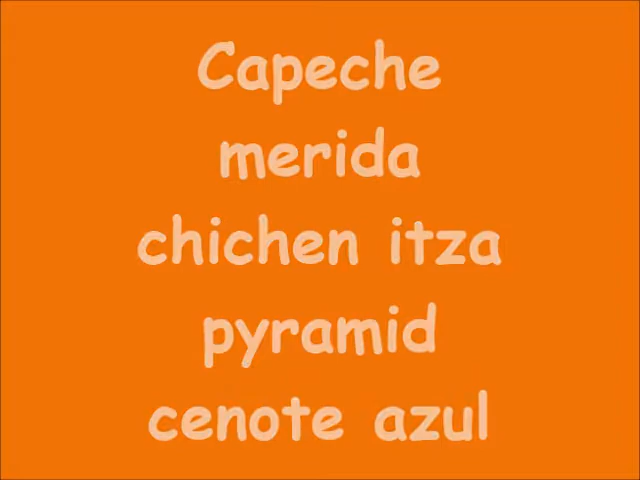 Capeche
merida
chichen itza
pyramid
cenote azul